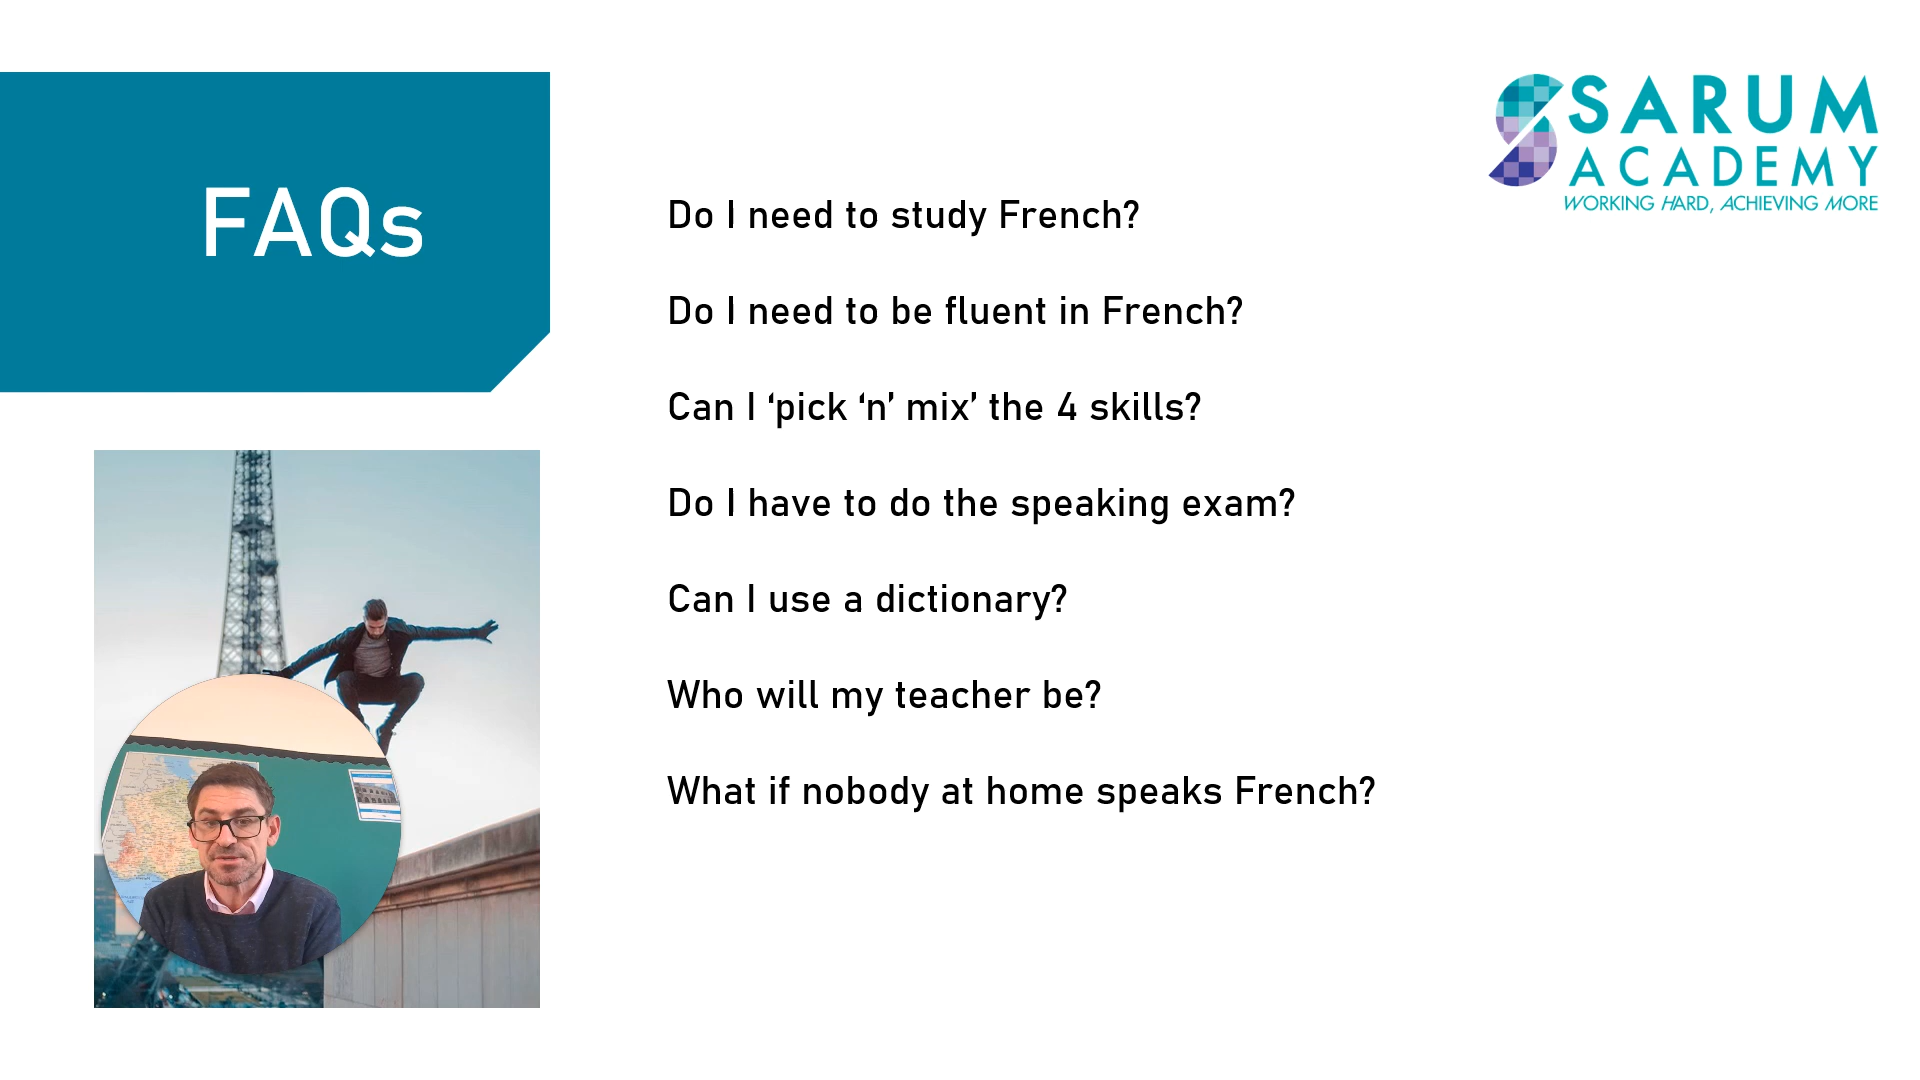 FAQs
SARUM
ACADEMY
WORKING HARD, ACHIEVING MORE
Do I need to study French?
Do I need to be fluent in French?
Can I ‘pick ‘n’ mix’ the 4 skills?
Do I have to do the speaking exam?
Can I use a dictionary?
Who will my teacher be?
What if nobody at home speaks French?